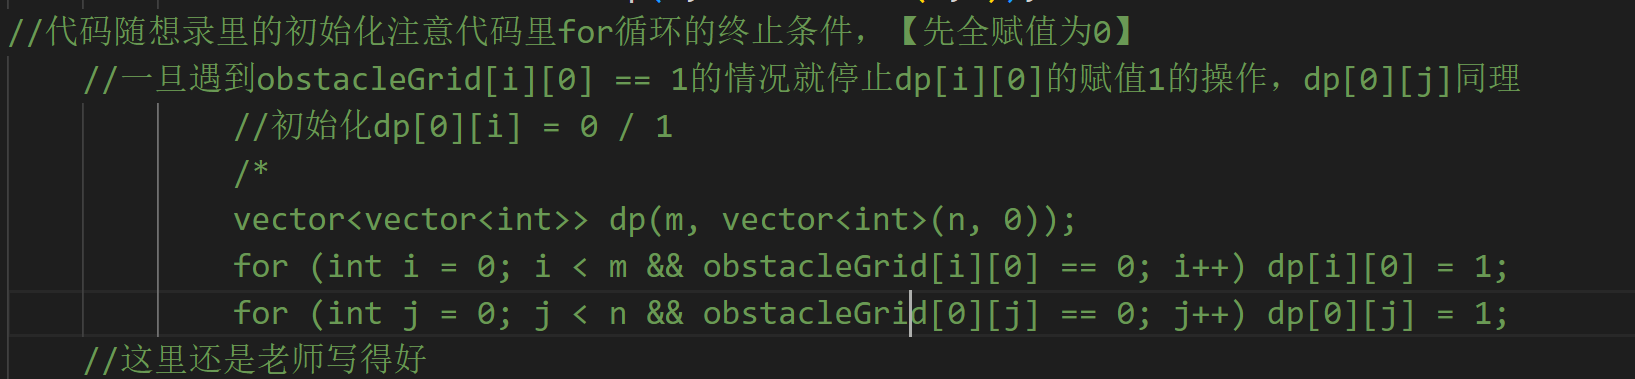 //代码随想录里的初始化注意代码里for循环的终止条件，【先全赋值为0】
//一旦遇到obstacleGrid[i][0] == 1的情况就停止dp[i][0]的赋值1的操作，dp[0][j]同理
//初始化dp[0][i] = 0 / 1
/*
vector<vector<int>> dp(m, vector<int>(n, 0));
for (int i = 0; i < m && obstacleGrid[i][0] == 0; i++) dp[i][0] = 1;
for (int j = 0; j < n && obstacleGrid[0][j] == 0; j++) dp[0][j] = 1;
//这里还是老师写得好